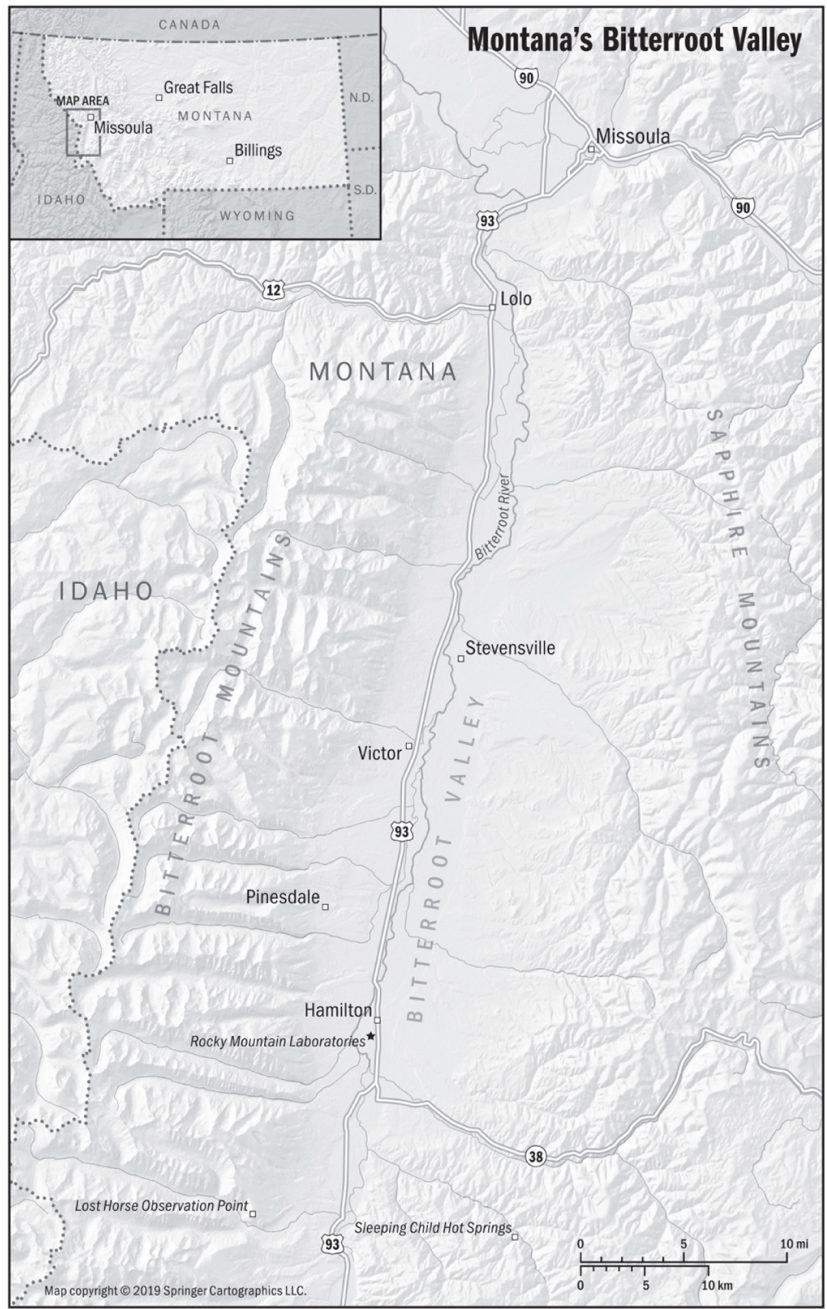 Montana's Bitterroot Valley
CANADA
Great Falls
MONTANA
N.D.
MAP AREA
Missoula
Billings
IDAHO
S.D.
WYOMING
90
Missoula
90
93
12
Lolo
MONTANA
SAPPHIRE MOUNTAINS
Bitterroot River
IDAHO
BITTERROOT MOUNTAINS
Stevensville
Victor
BITTERROOT VALLEY
93
Pinesdale
Hamilton
Rocky Mountain Laboratories
38
Lost Horse Observation Point
Sleeping Child Hot Springs
93
0 5 10 mi
0 5 10 km
Map copyright © 2019 Springer Cartographics LLC.